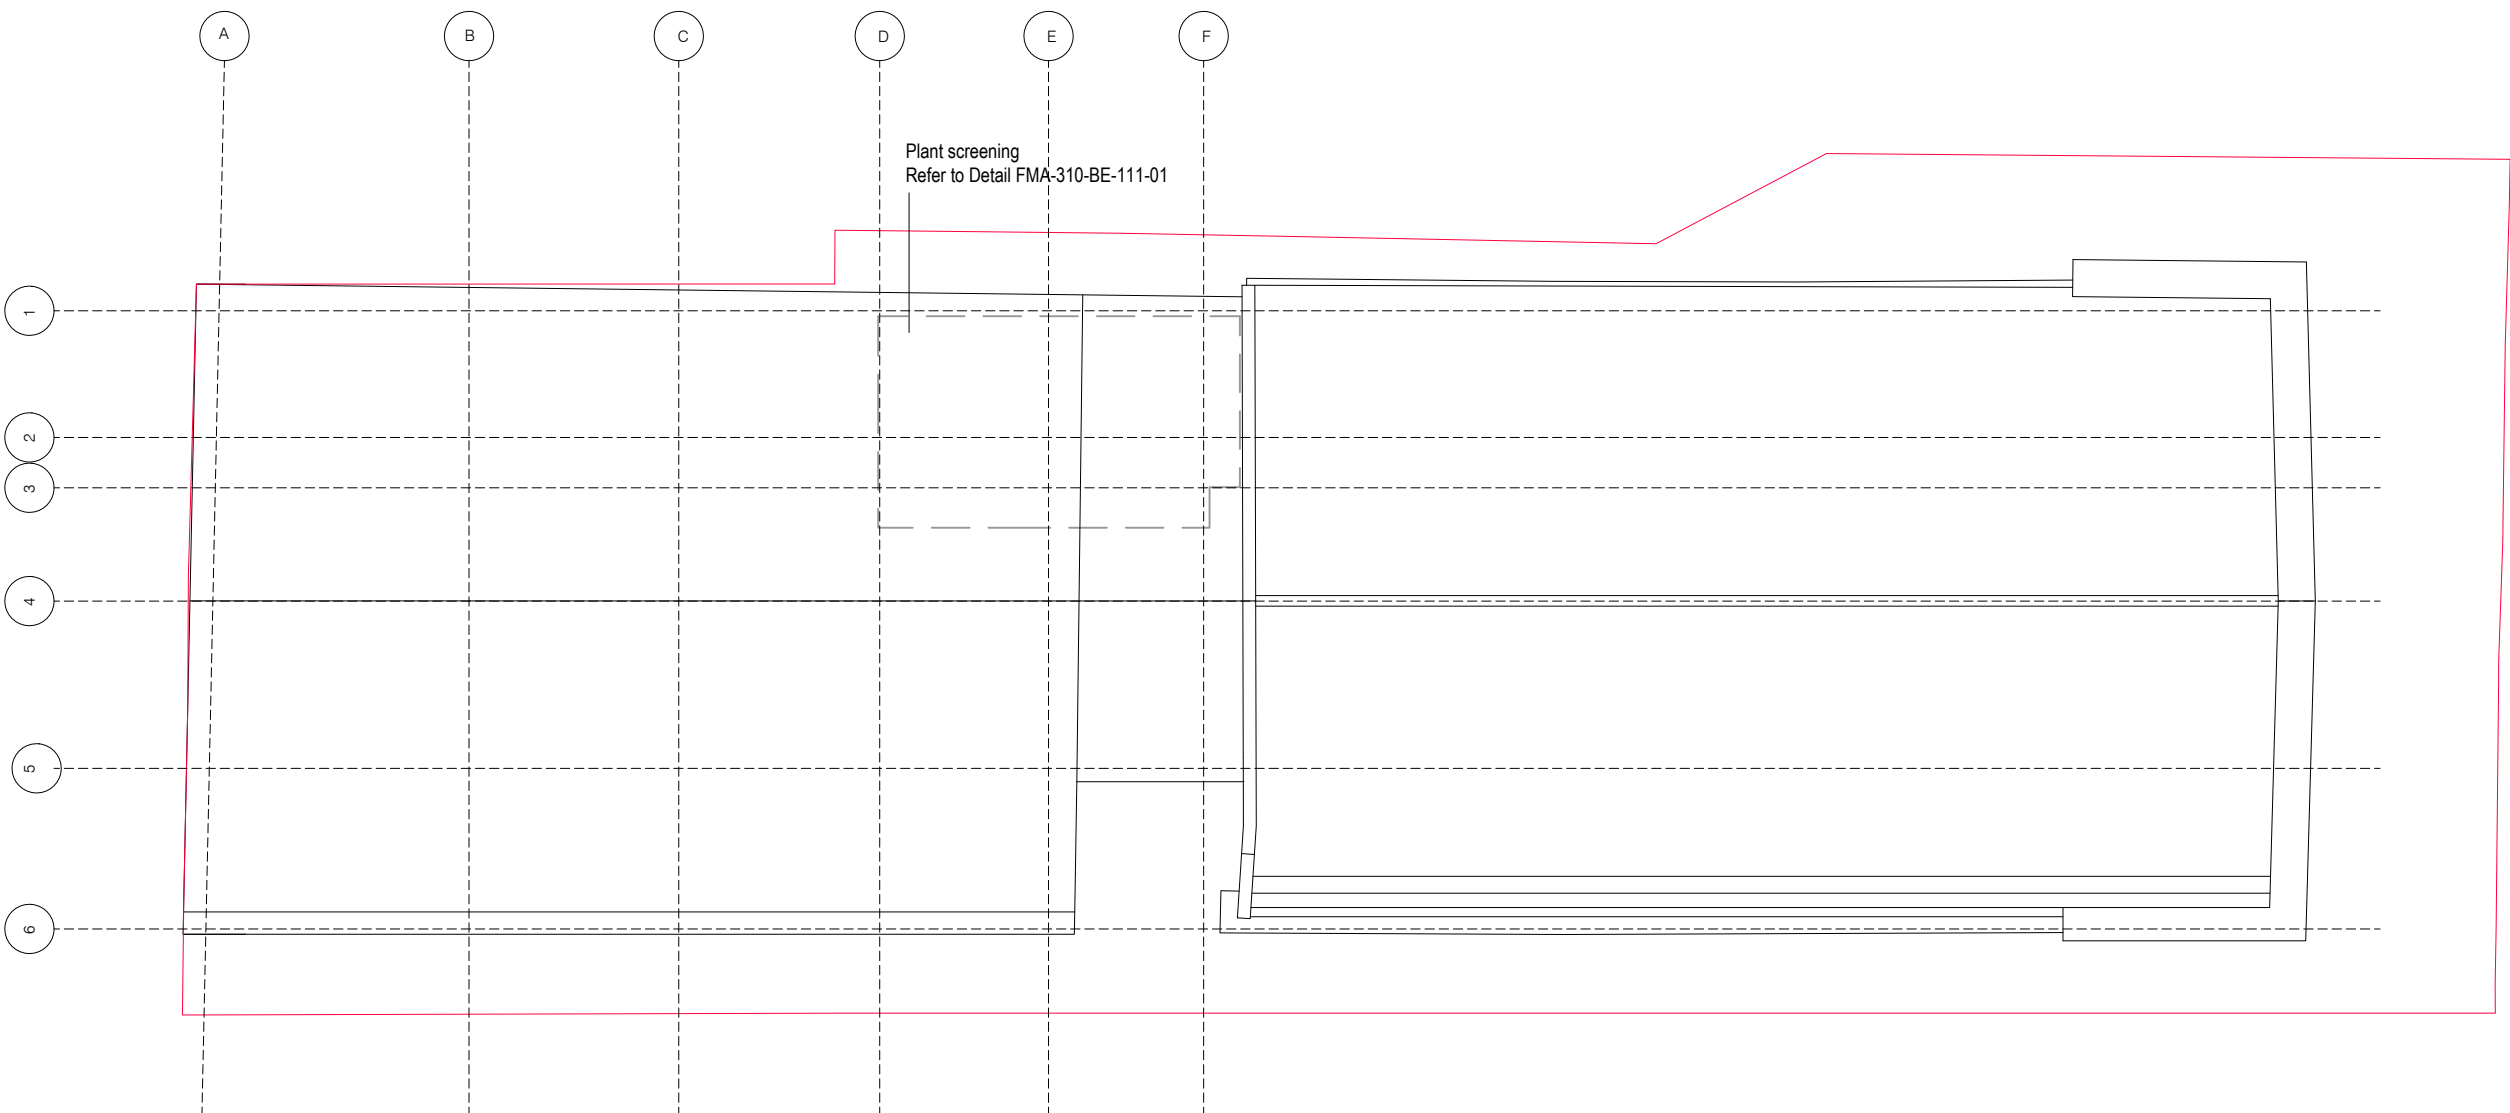 A
B
C
D
E
F
Plant screening
Refer to Detail FMA-310-BE-111-01
1
2
3
4
5
6